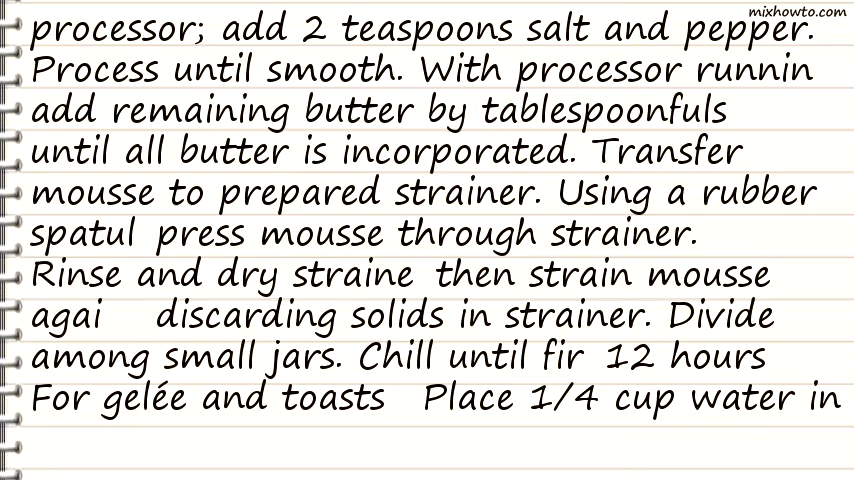 mixhowto.com
processor; add 2 teaspoons salt and pepper.
Process until smooth. With processor runnin
add remaining butter by tablespoonfuls
until all butter is incorporated. Transfer
mousse to prepared strainer. Using a rubber
spatul press mousse through strainer.
Rinse and dry straine then strain mousse
agai discarding solids in strainer. Divide
among small jars. Chill until fir 12 hours
For gelée and toasts Place 1/4 cup water in